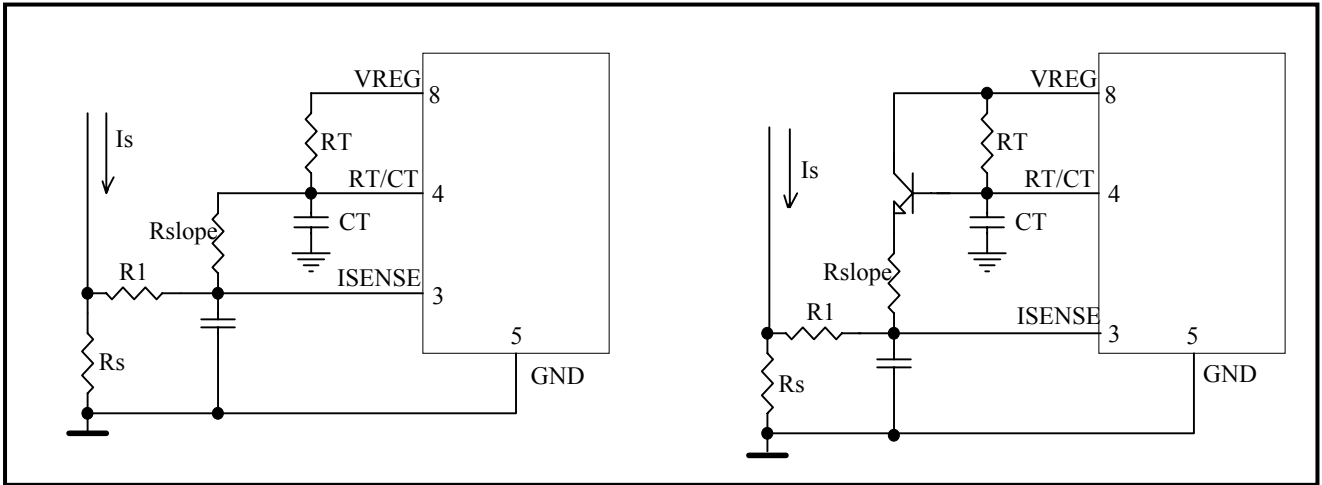 VREG
8
Is
RT
RT/CT
4
Rslope
CT
R1
ISENSE
3
Rs
5
GND
VREG
8
Is
RT
RT/CT
4
CT
Rslope
R1
ISENSE
3
Rs
5
GND